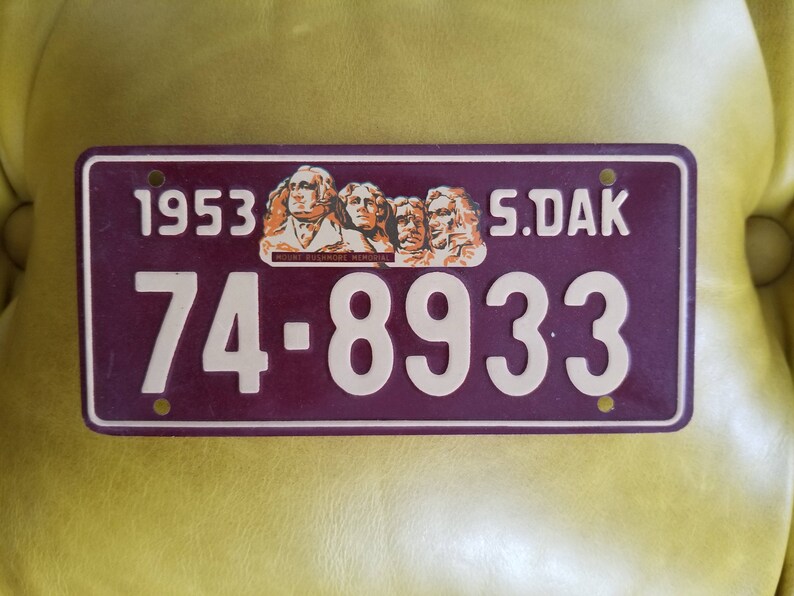 1953 S.DAK
MOUNT RUSHMORE MEMORIAL
74-8933